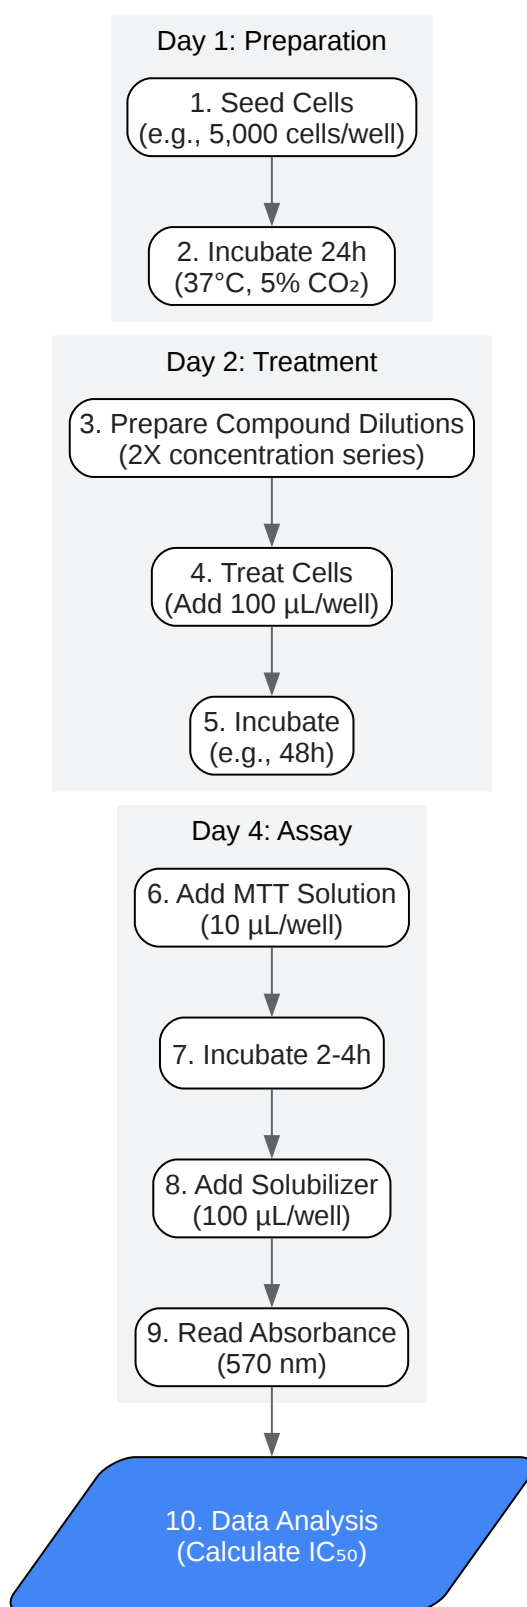 Day 1: Preparation
1. Seed Cells
(e.g., 5,000 cells/well)
2. Incubate 24h
(37°C, 5% CO₂)
Day 2: Treatment
3. Prepare Compound Dilutions
(2X concentration series)
4. Treat Cells
(Add 100 µL/well)
5. Incubate
(e.g., 48h)
Day 4: Assay
6. Add MTT Solution
(10 µL/well)
7. Incubate 2-4h
8. Add Solubilizer
(100 µL/well)
9. Read Absorbance
(570 nm)
10. Data Analysis
(Calculate IC₅₀)